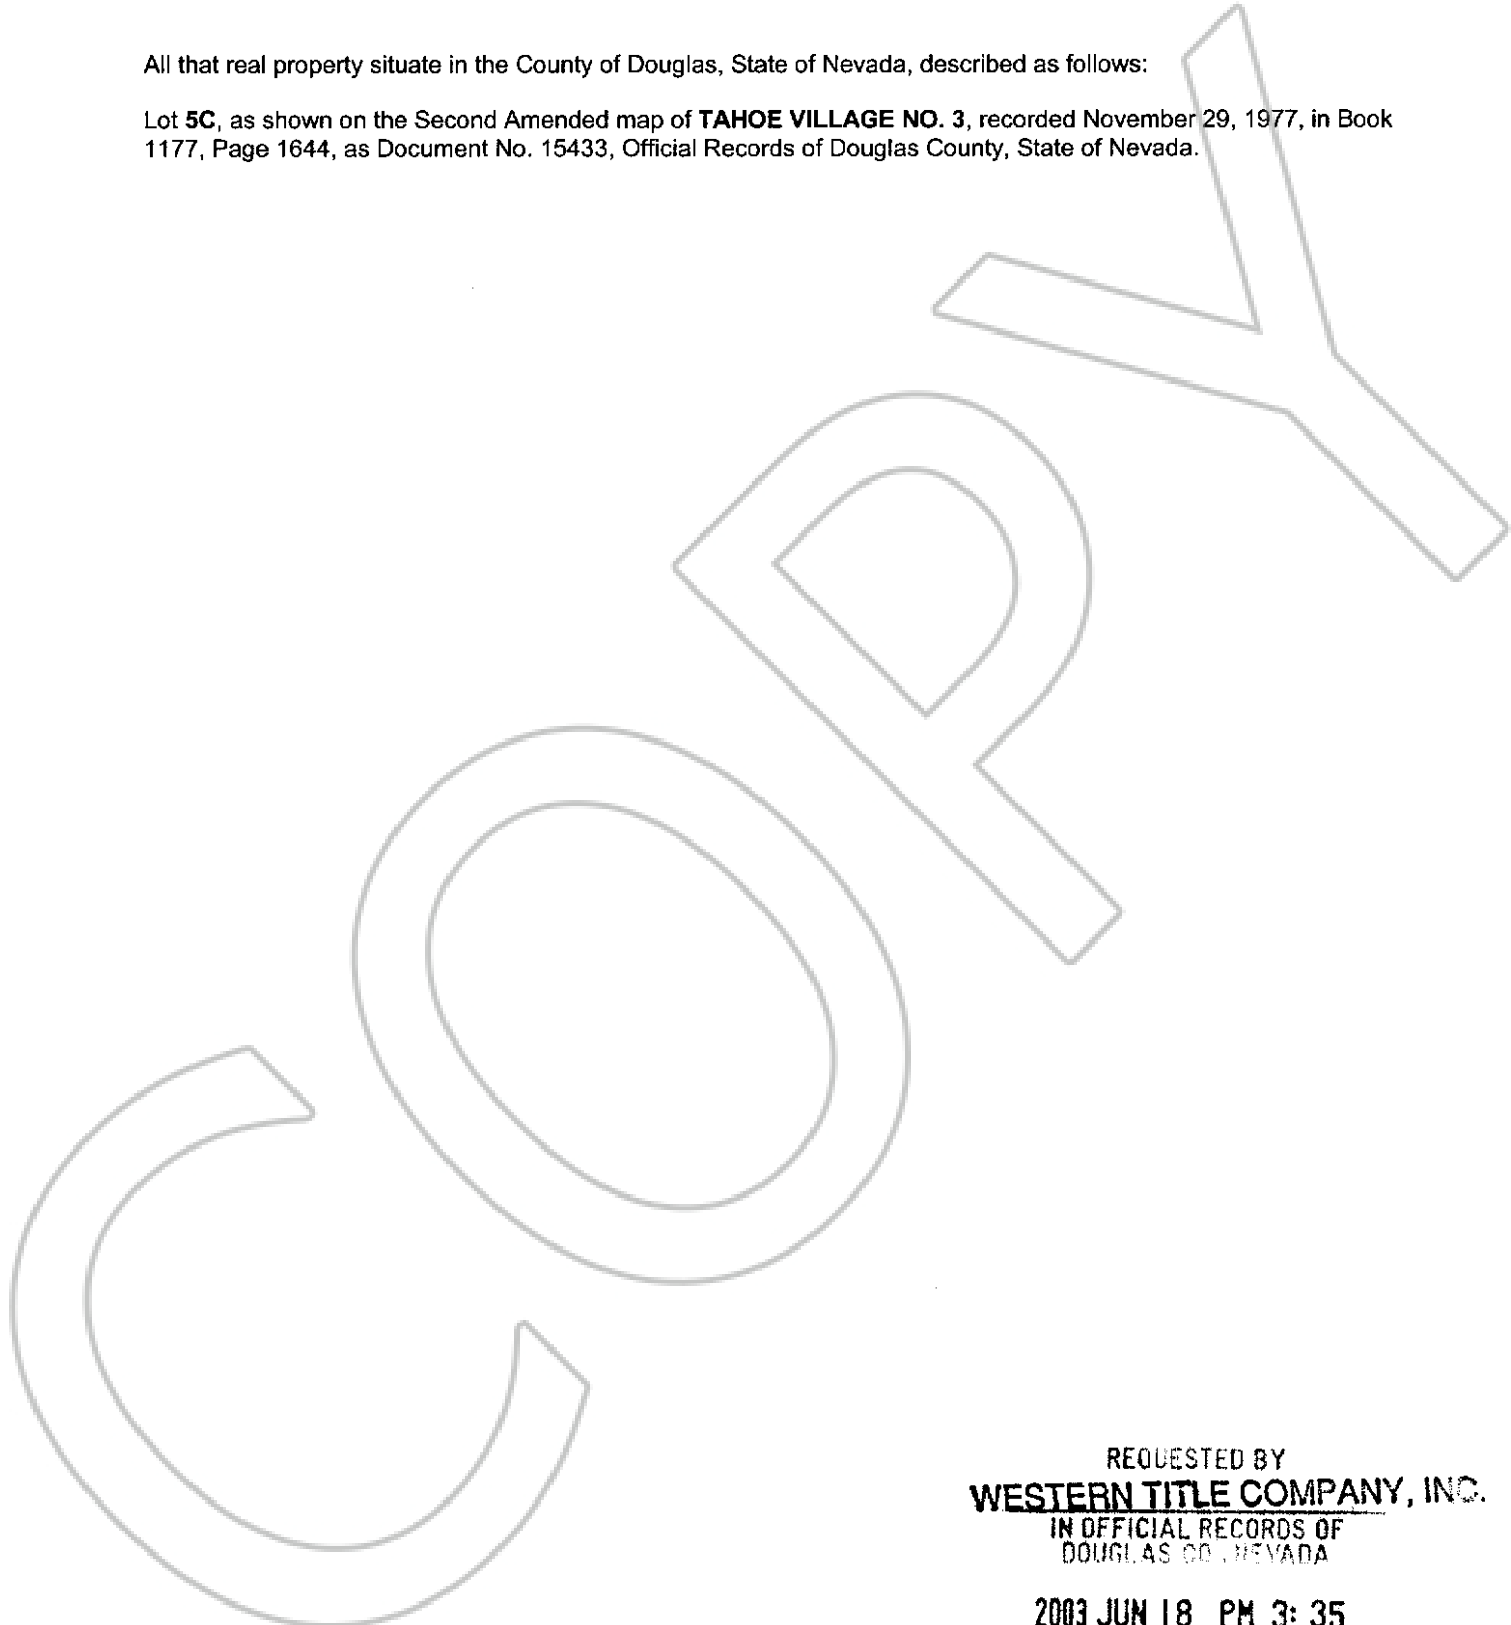 All that real property situate in the County of Douglas, State of Nevada, described as follows:
Lot 5C, as shown on the Second Amended map of TAHOE VILLAGE NO. 3, recorded November 29, 1977, in Book
1177, Page 1644, as Document No. 15433, Official Records of Douglas County, State of Nevada.
COPY
REQUESTED BY
WESTERN TITLE COMPANY, INC.
IN OFFICIAL RECORDS OF
DOUGLAS CO., NEVADA
2003 JUN 18 PM 3: 35